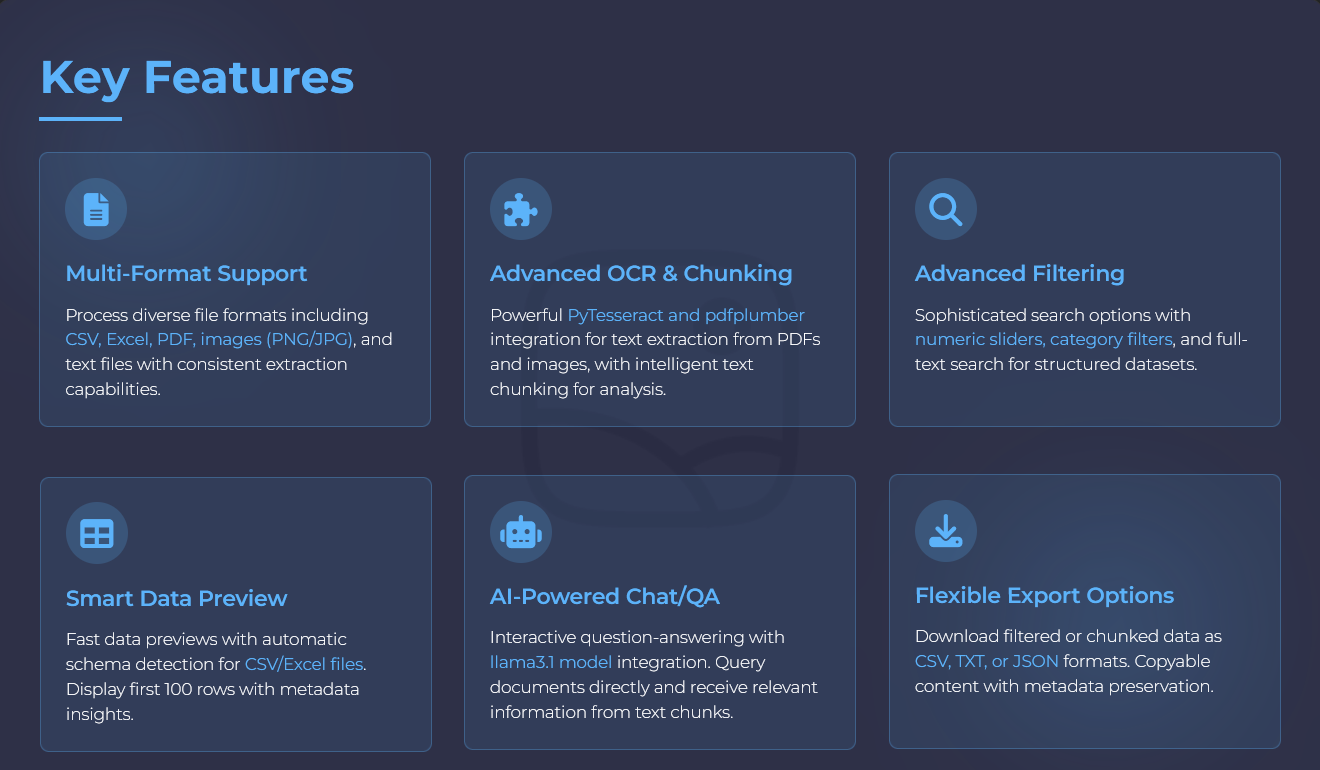 Key Features
Multi-Format Support
Process diverse file formats including
CSV, Excel, PDF, images (PNG/JPG), and
text files with consistent extraction
capabilities.
Advanced OCR & Chunking
Powerful PyTesseract and pdfplumber
integration for text extraction from PDFs
and images, with intelligent text
chunking for analysis.
Advanced Filtering
Sophisticated search options with
numeric sliders, category filters, and full-
text search for structured datasets.
Smart Data Preview
Fast data previews with automatic
schema detection for CSV/Excel files.
Display first 100 rows with metadata
insights.
AI-Powered Chat/QA
Interactive question-answering with
llama3.1 model integration. Query
documents directly and receive relevant
information from text chunks.
Flexible Export Options
Download filtered or chunked data as
CSV, TXT, or JSON formats. Copyable
content with metadata preservation.